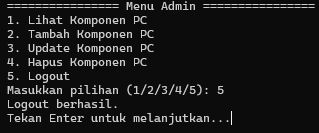 ================ Menu Admin ================
1. Lihat Komponen PC
2. Tambah Komponen PC
3. Update Komponen PC
4. Hapus Komponen PC
5. Logout
Masukkan pilihan (1/2/3/4/5): 5
Logout berhasil.
Tekan Enter untuk melanjutkan...